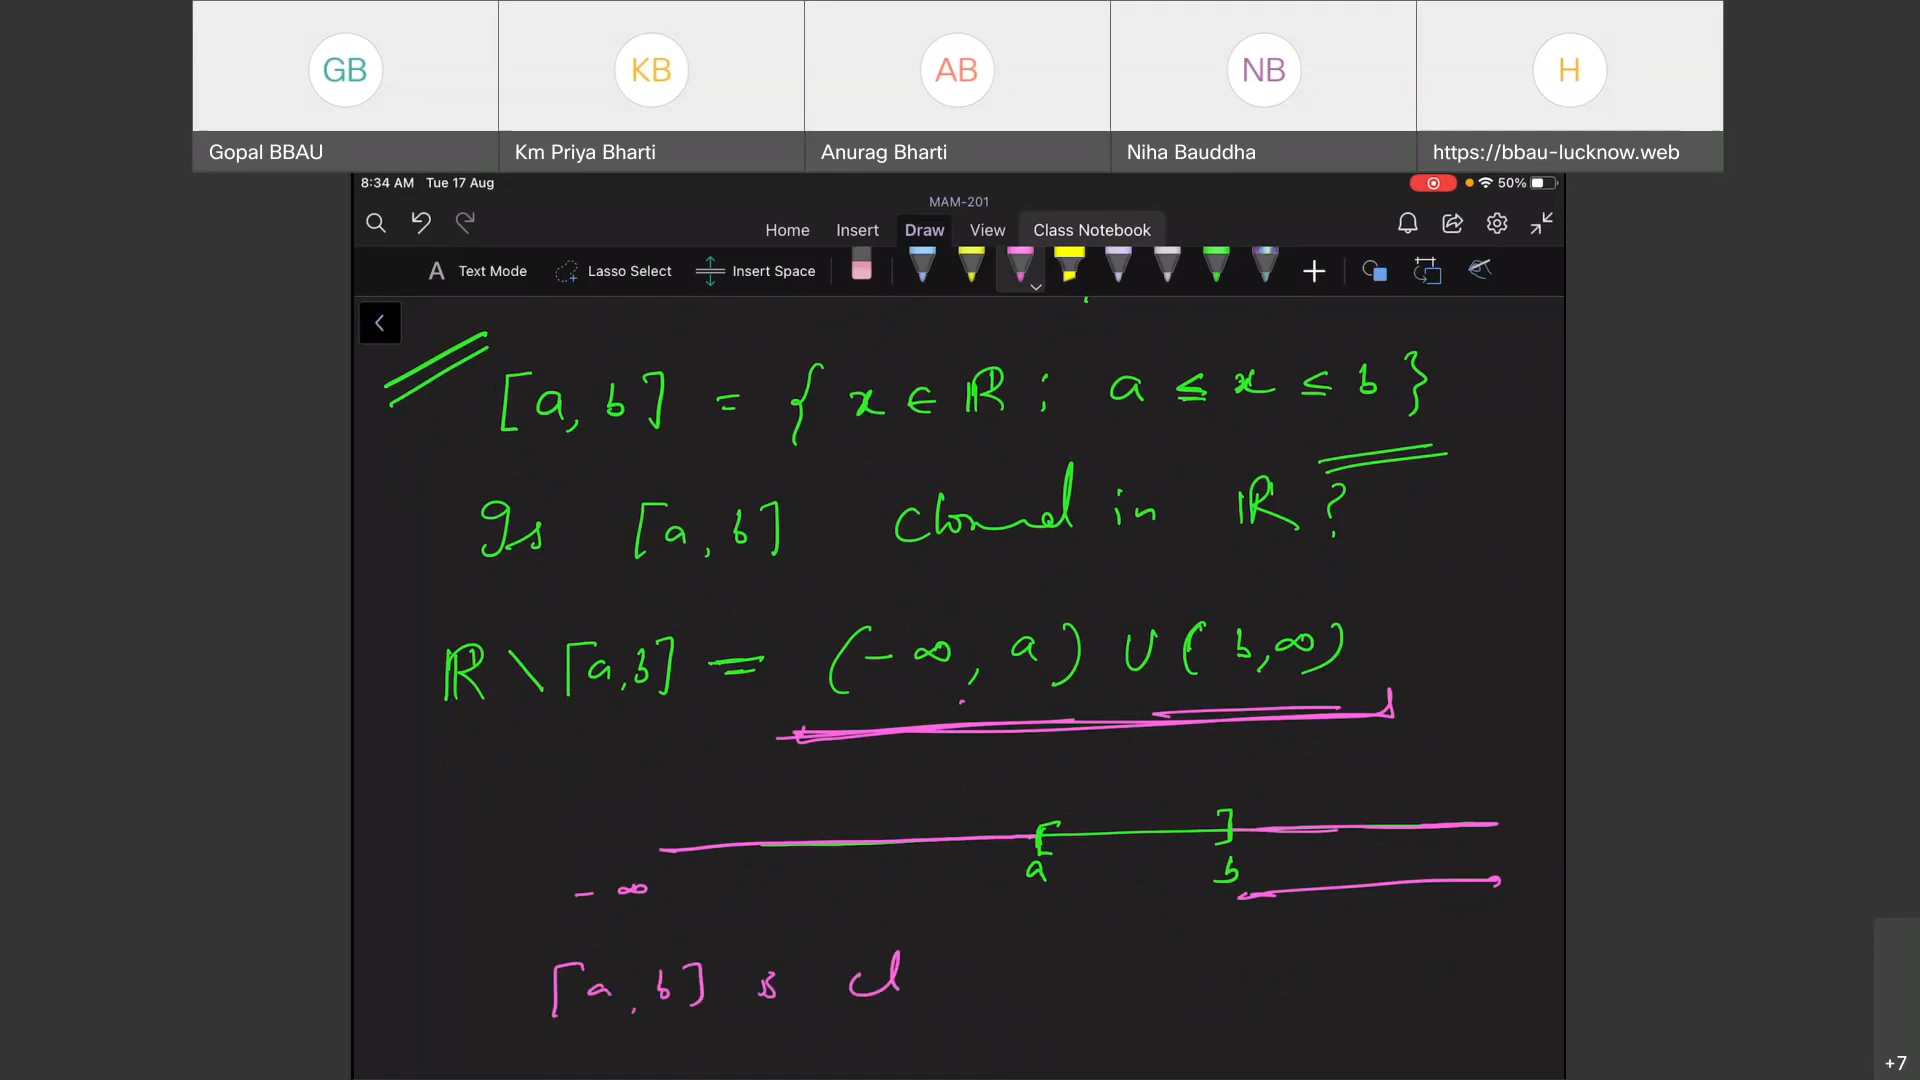 GB KB AB NB H
Gopal BBAU Km Priya Bharti Anurag Bharti Niha Bauddha https://bbau-lucknow.web
8:34 AM Tue 17 Aug 50%
MAM-201
Home Insert Draw View Class Notebook
A Text Mode Lasso Select Insert Space
[a, b] = { x ∈ ℝ ; a ≤ x ≤ b }
Is [a, b] closed in ℝ ?
ℝ \ [a,b] = (-∞, a) ∪ (b,∞)
[ ]
a b
- ∞
[a, b] is cl
+7